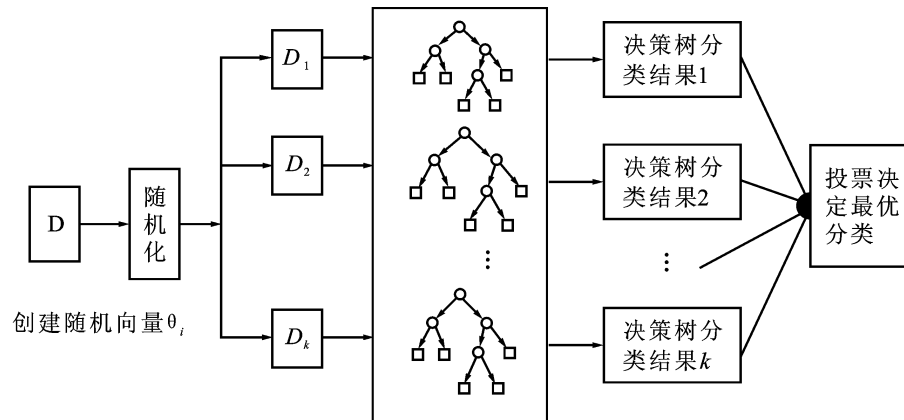 D
随
机
化
创建随机向量θi
D1
D2
Dk
决策树分
类结果1
决策树分
类结果2
⋮
⋮
决策树分
类结果k
投票决
定最优
分类